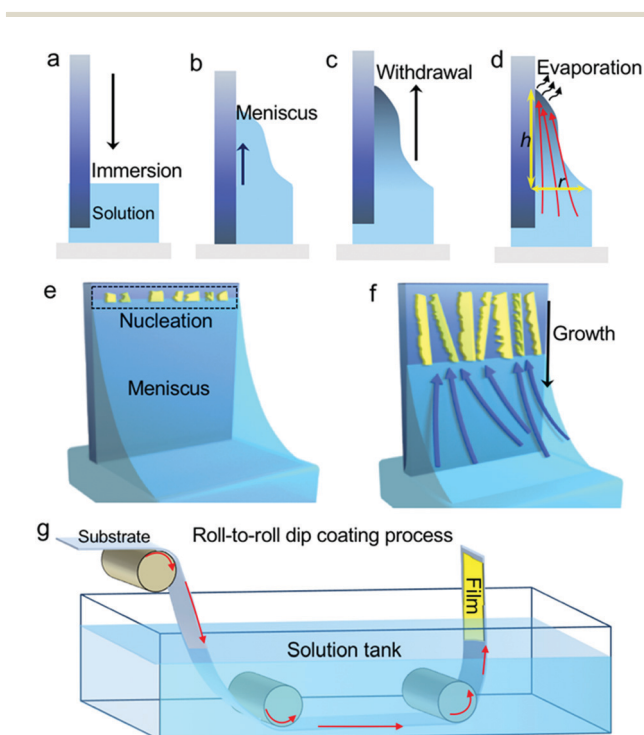 a
b
c
d
Immersion
Solution
Meniscus
Withdrawal
Evaporation
h
r
e
Nucleation
Meniscus
f
Growth
g
Substrate
Roll-to-roll dip coating process
Film
Solution tank